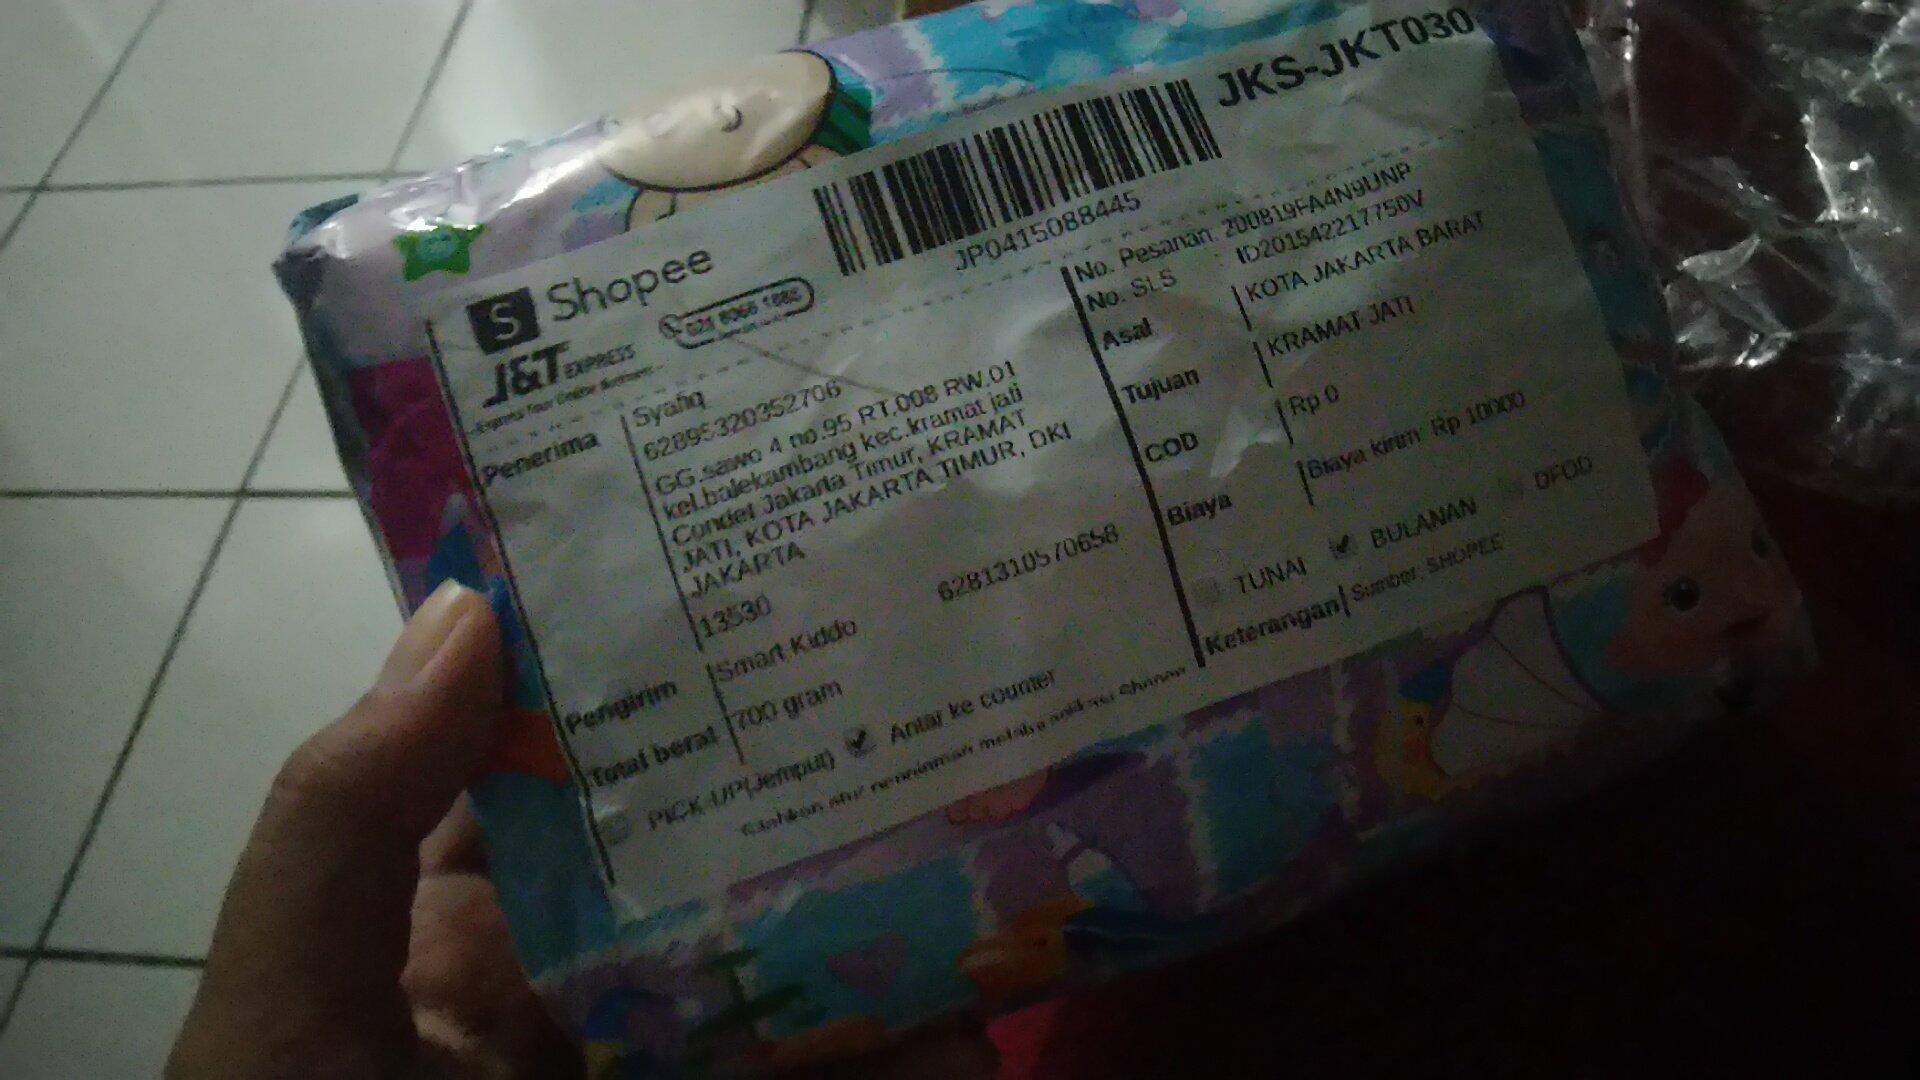 JKS-JKT030
JP0415088445
Shopee
J&T EXPRESS
Penerima
Syafiq
62895320352706
GG.sawo 4 no.95 RT.008 RW.01
kel.balekambang kec.kramat jati
Condet Jakarta Timur, KRAMAT
JATI, KOTA JAKARTA TIMUR, DKI
JAKARTA
13530
Pengirim Smart Kiddo 6281310570658
Total berat 700 gram
PICK-UP(Jemput) Antar ke counter
No. Pesanan: 200819FA4N9UNP
No. SLS : ID201542217750V
Asal KOTA JAKARTA BARAT
Tujuan KRAMAT JATI
COD Rp 0
Biaya Biaya kirim: Rp 10000
TUNAI BULANAN DFOD
Keterangan Sumber: SHOPEE